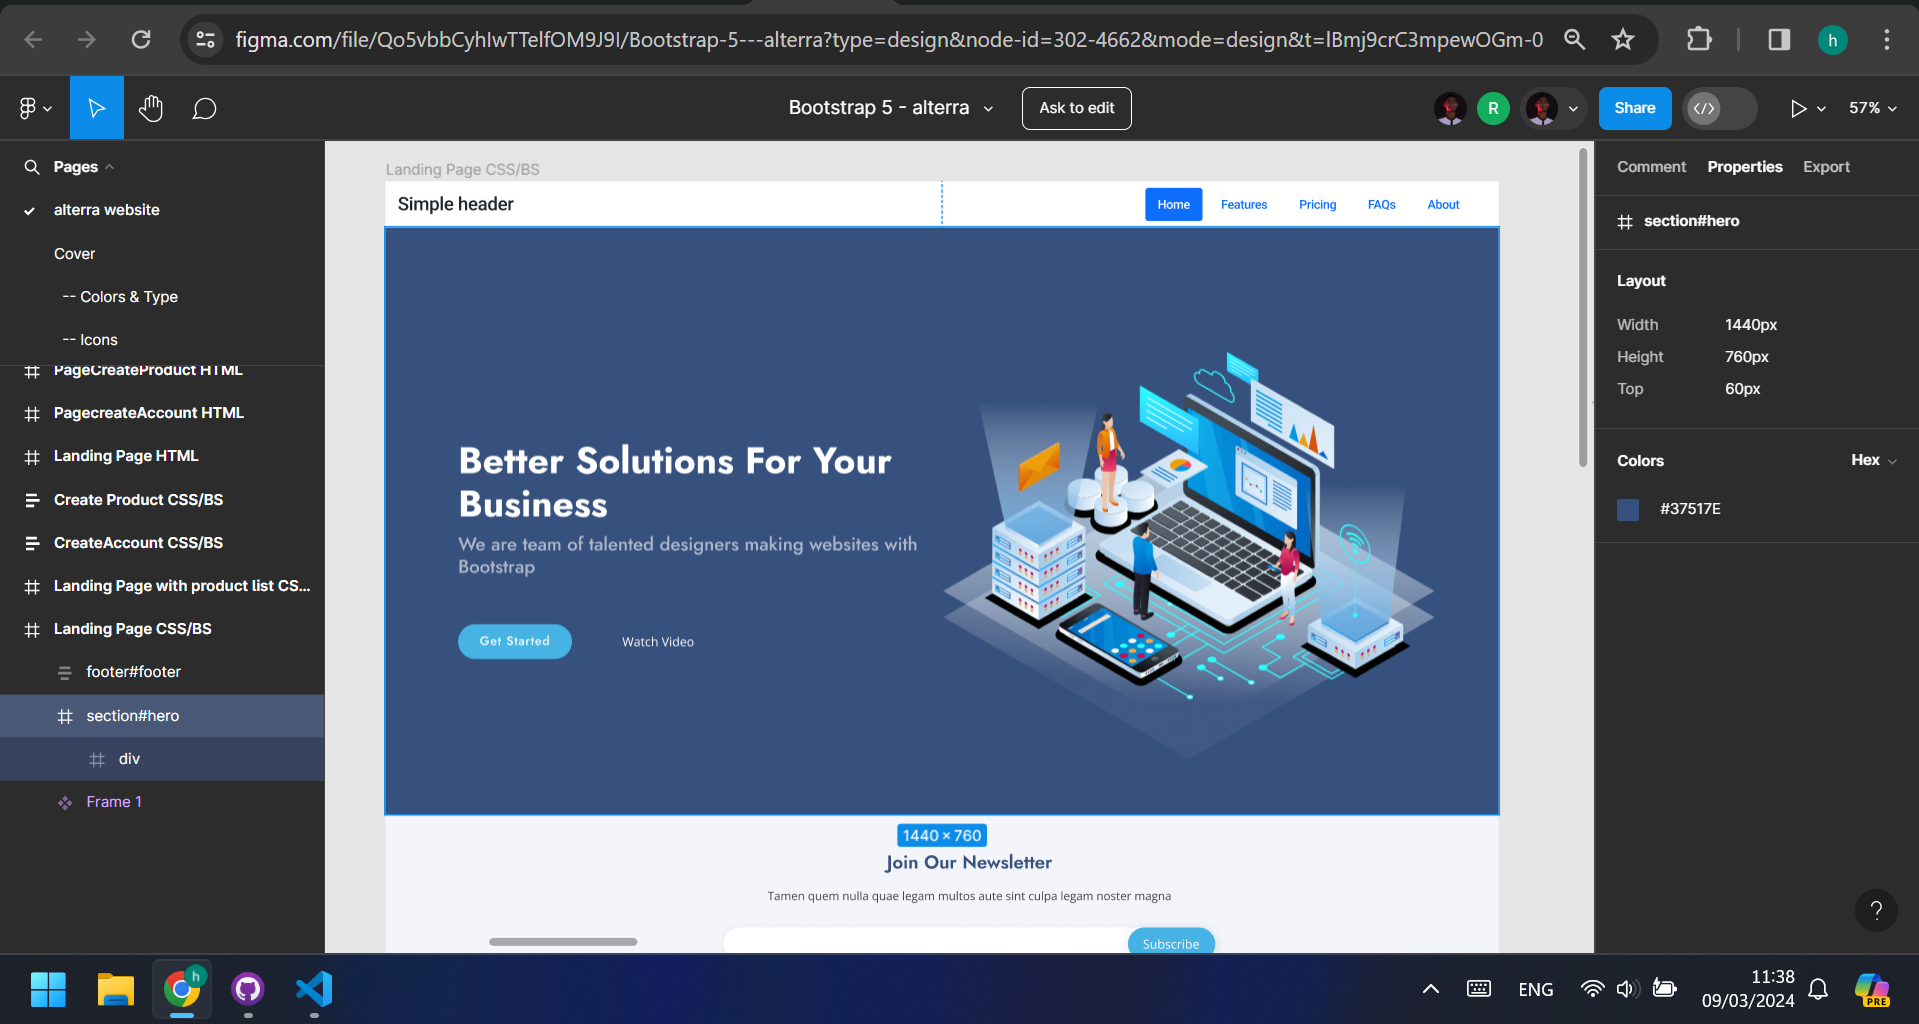 figma.com/file/Qo5vbbCyhIwTTelfOM9J9I/Bootstrap-5---alterra?type=design&node-id=302-4662&mode=design&t=IBmj9crC3mpewOGm-0
h
Bootstrap 5 - alterra
Ask to edit
R
Share
57%
Pages
alterra website
Cover
-- Colors & Type
-- Icons
PageCreateProduct HTML
PagecreateAccount HTML
Landing Page HTML
Create Product CSS/BS
CreateAccount CSS/BS
Landing Page with product list CS...
Landing Page CSS/BS
footer#footer
section#hero
div
Frame 1
Landing Page CSS/BS
Simple header
Home
Features
Pricing
FAQs
About
Better Solutions For Your
Business
We are team of talented designers making websites with
Bootstrap
Get Started
Watch Video
1440 × 760
Join Our Newsletter
Tamen quem nulla quae legam multos aute sint culpa legam noster magna
Subscribe
Comment
Properties
Export
section#hero
Layout
Width
1440px
Height
760px
Top
60px
Colors
Hex
#37517E
?
h
ENG
11:38
09/03/2024
PRE